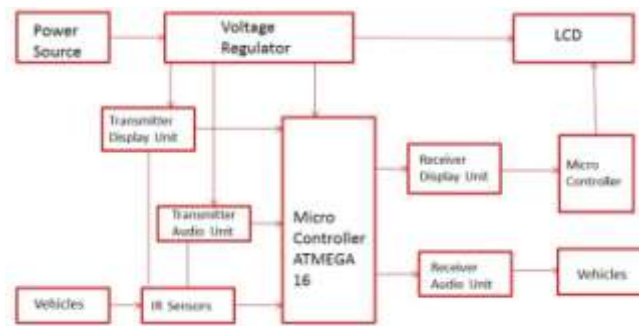 Power
Source
Voltage
Regulator
LCD
Transmitter
Display Unit
Receiver
Display Unit
Micro
Controller
Transmitter
Audio Unit
Micro
Controller
ATMEGA
16
Receiver
Audio Unit
Vehicles
Vehicles
IR Sensors